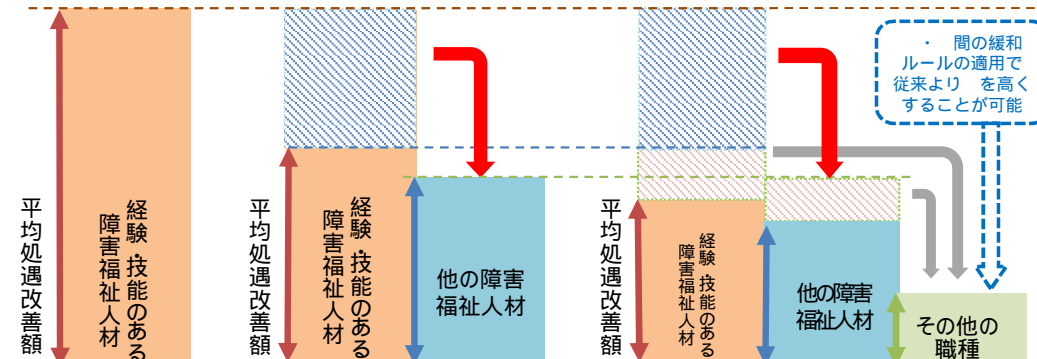 ・　間の緩和
ルールの適用で
従来より　を高く
することが可能
平均処遇改善額
経験・技能のある
障害福祉人材
平均処遇改善額
経験・技能のある
障害福祉人材
他の障害
福祉人材
平均処遇改善額
経験・技能のある
障害福祉人材
他の障害
福祉人材
その他の
職種